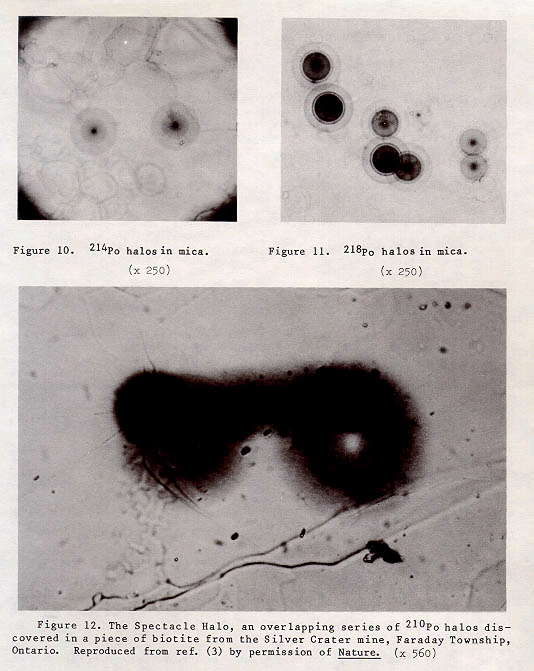 Figure 10. ²¹⁴Po halos in mica.
(x 250)
Figure 11. ²¹⁸Po halos in mica.
(x 250)
Figure 12. The Spectacle Halo, an overlapping series of ²¹⁰Po halos dis-
covered in a piece of biotite from the Silver Crater mine, Faraday Township,
Ontario. Reproduced from ref. (3) by permission of Nature. (x 560)